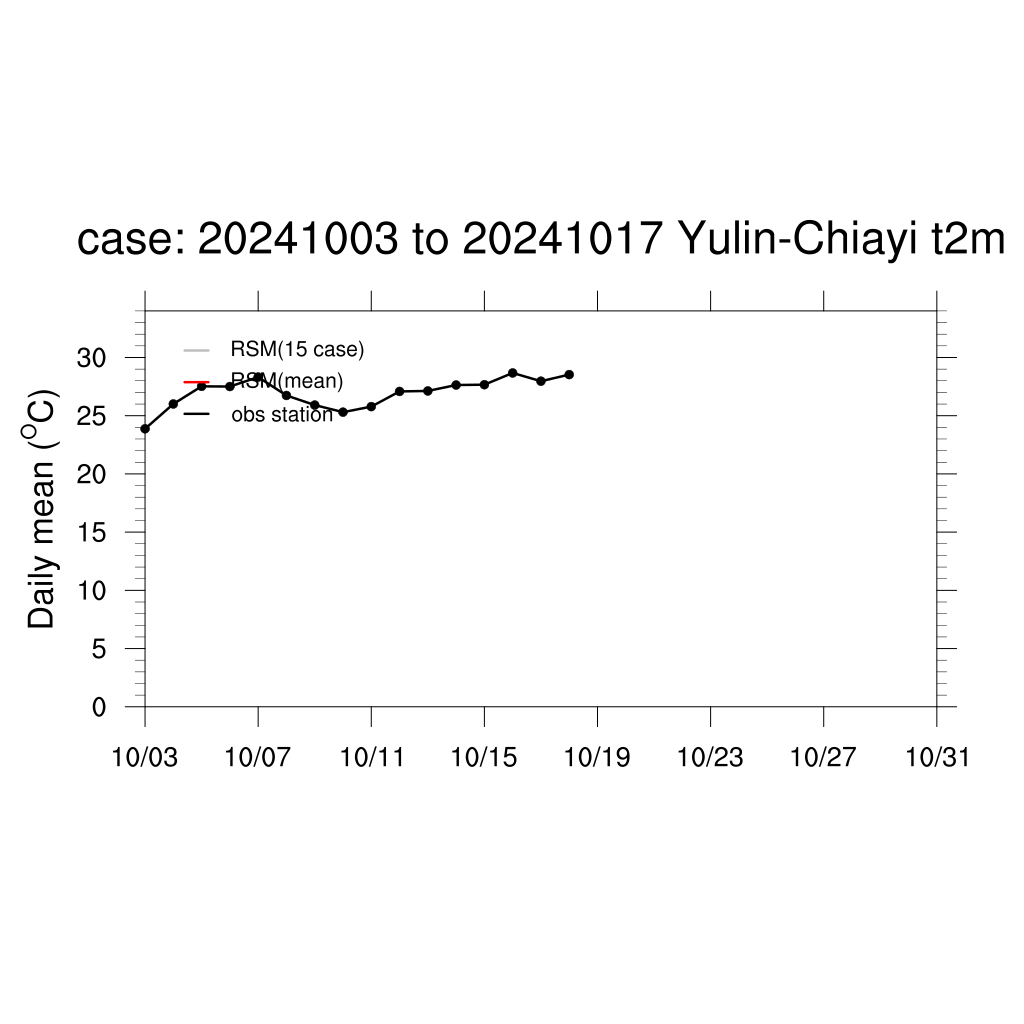 case: 20241003 to 20241017 Yulin-Chiayi t2m
RSM(15 case)
RSM(mean)
obs station
Daily mean (°C)
30
25
20
15
10
5
0
10/03 10/07 10/11 10/15 10/19 10/23 10/27 10/31